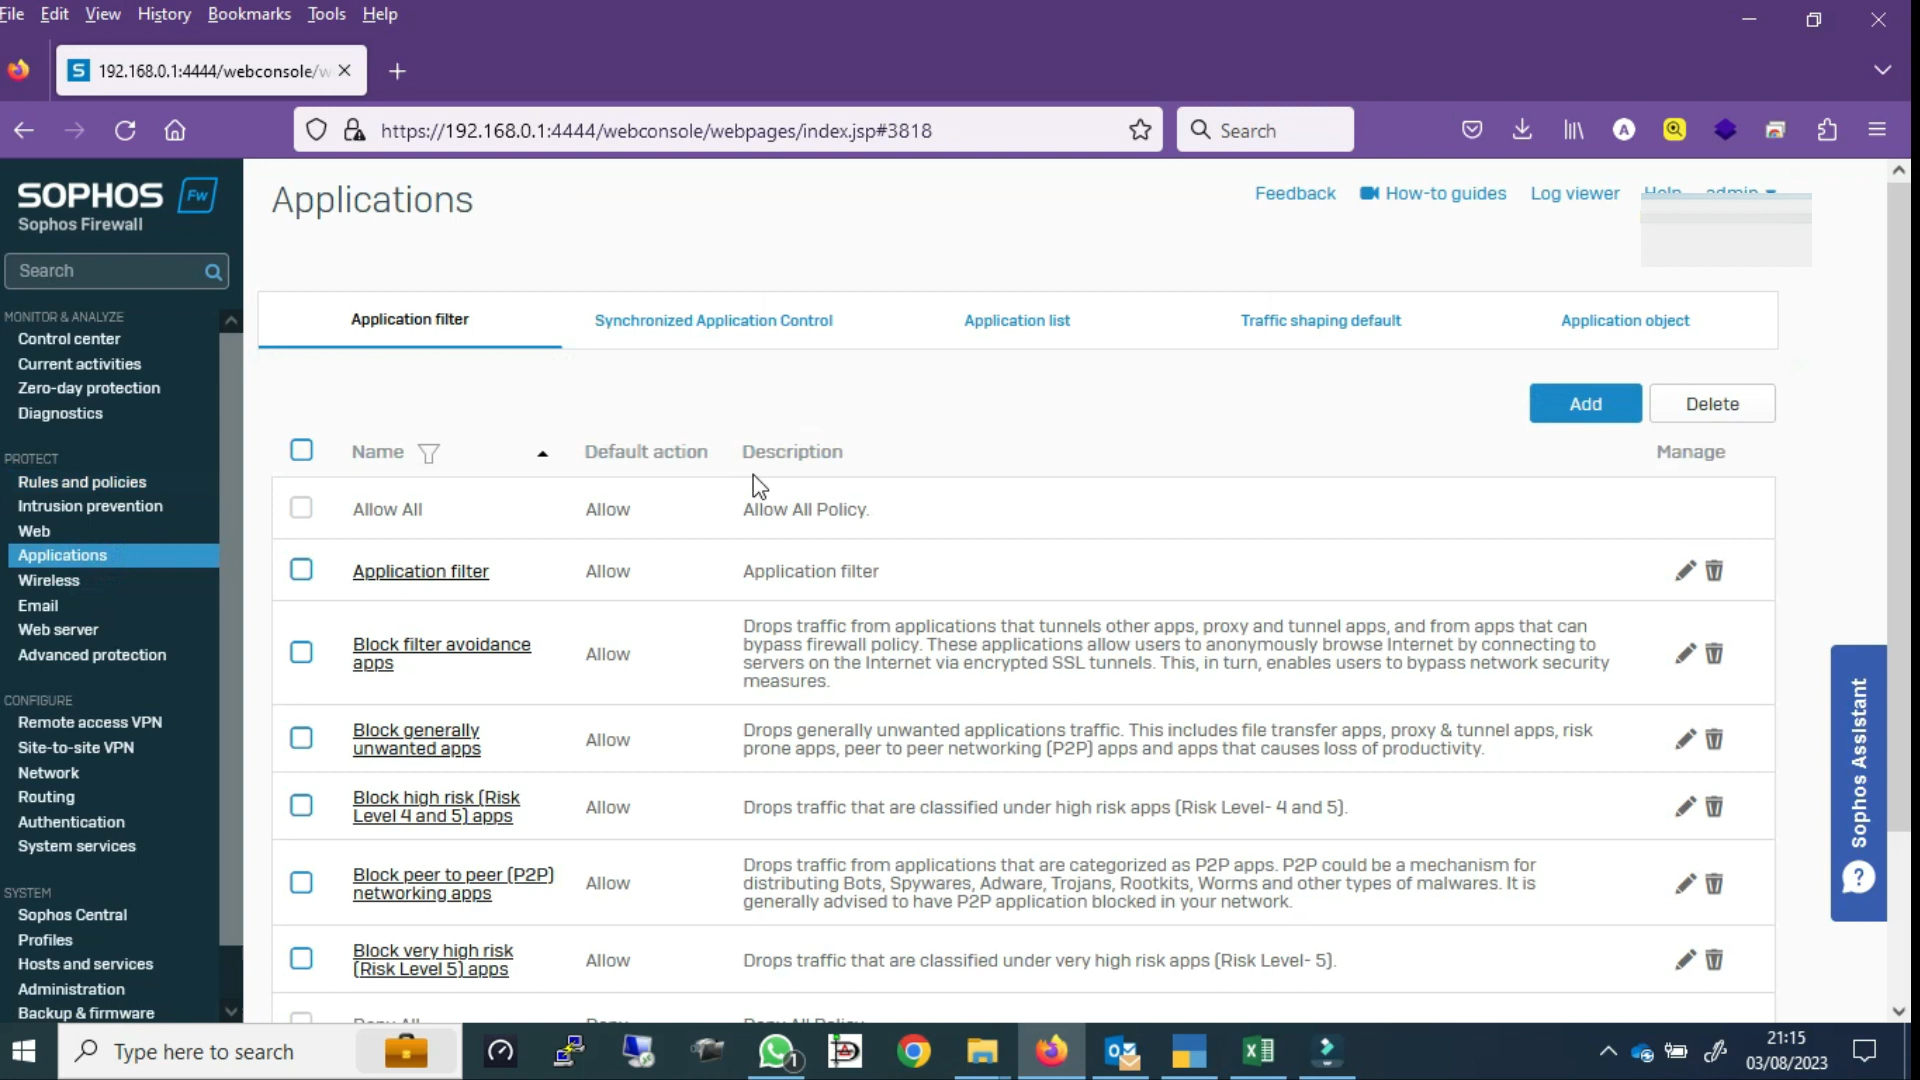 File Edit View History Bookmarks Tools Help
S 192.168.0.1:4444/webconsole/w
https://192.168.0.1:4444/webconsole/webpages/index.jsp#3818
Search
A
SOPHOS Fw
Sophos Firewall
Search
MONITOR & ANALYZE
Control center
Current activities
Zero-day protection
Diagnostics
PROTECT
Rules and policies
Intrusion prevention
Web
Applications
Wireless
Email
Web server
Advanced protection
CONFIGURE
Remote access VPN
Site-to-site VPN
Network
Routing
Authentication
System services
SYSTEM
Sophos Central
Profiles
Hosts and services
Administration
Backup & firmware
Applications
Feedback How-to guides Log viewer Help admin
Application filter Synchronized Application Control Application list Traffic shaping default Application object
Add Delete
Name Default action Description Manage
Allow All Allow Allow All Policy.
Application filter Allow Application filter
Block filter avoidance
apps
Allow
Drops traffic from applications that tunnels other apps, proxy and tunnel apps, and from apps that can
bypass firewall policy. These applications allow users to anonymously browse Internet by connecting to
servers on the Internet via encrypted SSL tunnels. This, in turn, enables users to bypass network security
measures.
Block generally
unwanted apps
Allow
Drops generally unwanted applications traffic. This includes file transfer apps, proxy & tunnel apps, risk
prone apps, peer to peer networking (P2P) apps and apps that causes loss of productivity.
Block high risk (Risk
Level 4 and 5) apps
Allow
Drops traffic that are classified under high risk apps (Risk Level- 4 and 5).
Block peer to peer (P2P)
networking apps
Allow
Drops traffic from applications that are categorized as P2P apps. P2P could be a mechanism for
distributing Bots, Spywares, Adware, Trojans, Rootkits, Worms and other types of malwares. It is
generally advised to have P2P application blocked in your network.
Block very high risk
(Risk Level 5) apps
Allow
Drops traffic that are classified under very high risk apps (Risk Level- 5).
Deny All Deny Deny All Policy
Sophos Assistant
?
Type here to search
1
21:15
03/08/2023